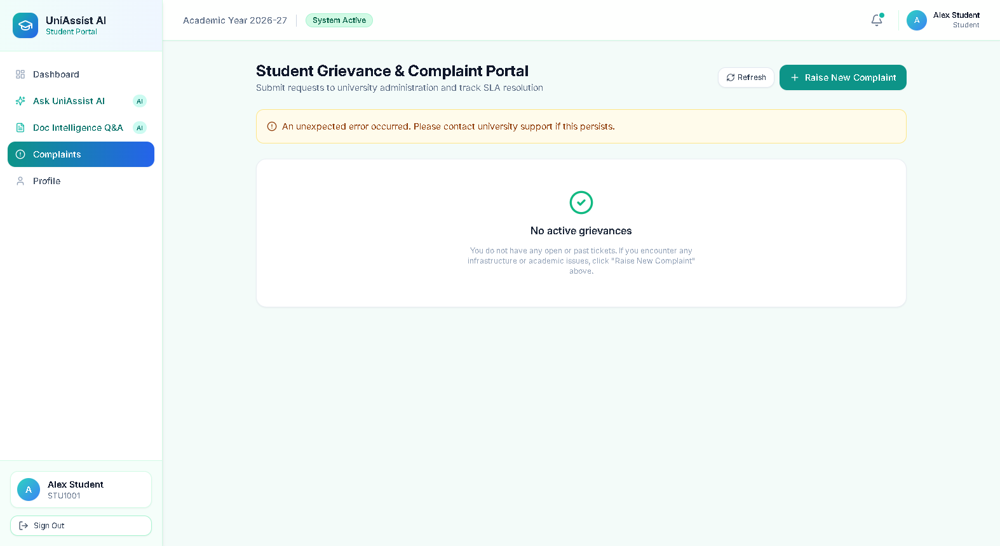 UniAssist AI
Student Portal
Dashboard
Ask UniAssist AI AI
Doc Intelligence Q&A AI
Complaints
Profile
A
Alex Student
STU1001
Sign Out
Academic Year 2026-27
System Active
A
Alex Student
Student
Student Grievance & Complaint Portal
Submit requests to university administration and track SLA resolution
Refresh
Raise New Complaint
An unexpected error occurred. Please contact university support if this persists.
No active grievances
You do not have any open or past tickets. If you encounter any
infrastructure or academic issues, click "Raise New Complaint"
above.